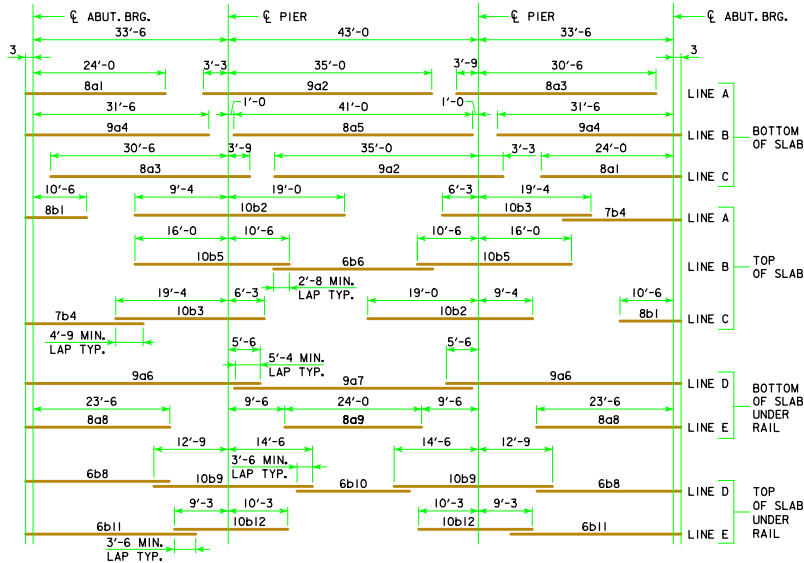 ℄ ABUT. BRG.
℄ PIER
℄ PIER
℄ ABUT. BRG.
33'-6
43'-0
33'-6
3
3
24'-0
3'-3
35'-0
3'-9
30'-6
8a1
9a2
8a3
LINE A
31'-6
1'-0
41'-0
1'-0
31'-6
9a4
8a5
9a4
LINE B
BOTTOM
OF SLAB
30'-6
3'-9
35'-0
3'-3
24'-0
8a3
9a2
8a1
LINE C
10'-6
9'-4
19'-0
6'-3
19'-4
8b1
10b2
10b3
7b4
LINE A
16'-0
10'-6
10'-6
16'-0
10b5
6b6
10b5
LINE B
TOP
OF SLAB
2'-8 MIN.
LAP TYP.
19'-4
6'-3
19'-0
9'-4
10'-6
7b4
10b3
10b2
8b1
LINE C
4'-9 MIN.
LAP TYP.
5'-6
5'-4 MIN.
LAP TYP.
5'-6
9a6
9a7
9a6
LINE D
BOTTOM
OF SLAB
UNDER
RAIL
23'-6
9'-6
24'-0
9'-6
23'-6
8a8
8a9
8a8
LINE E
12'-9
14'-6
14'-6
12'-9
3'-6 MIN.
LAP TYP.
6b8
10b9
6b10
10b9
6b8
LINE D
TOP
OF SLAB
UNDER
RAIL
9'-3
10'-3
10'-3
9'-3
6b11
10b12
10b12
6b11
LINE E
3'-6 MIN.
LAP TYP.